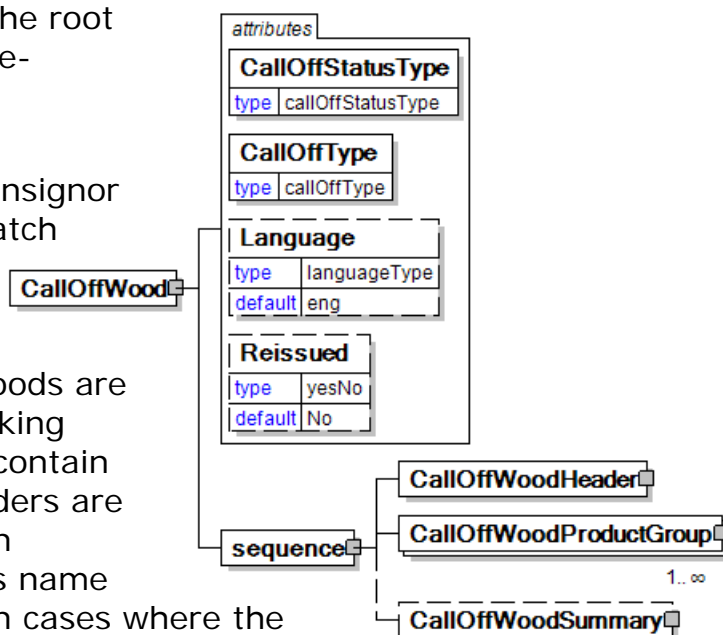 he root
e-
nsignor
atch
oods are
king
contain
ders are
n
s name
n cases where the
attributes
CallOffStatusType
type callOffStatusType
CallOffType
type callOffType
Language
type languageType
default eng
Reissued
type yesNo
default No
CallOffWood
sequence
CallOffWoodHeader
CallOffWoodProductGroup
1.. ∞
CallOffWoodSummary